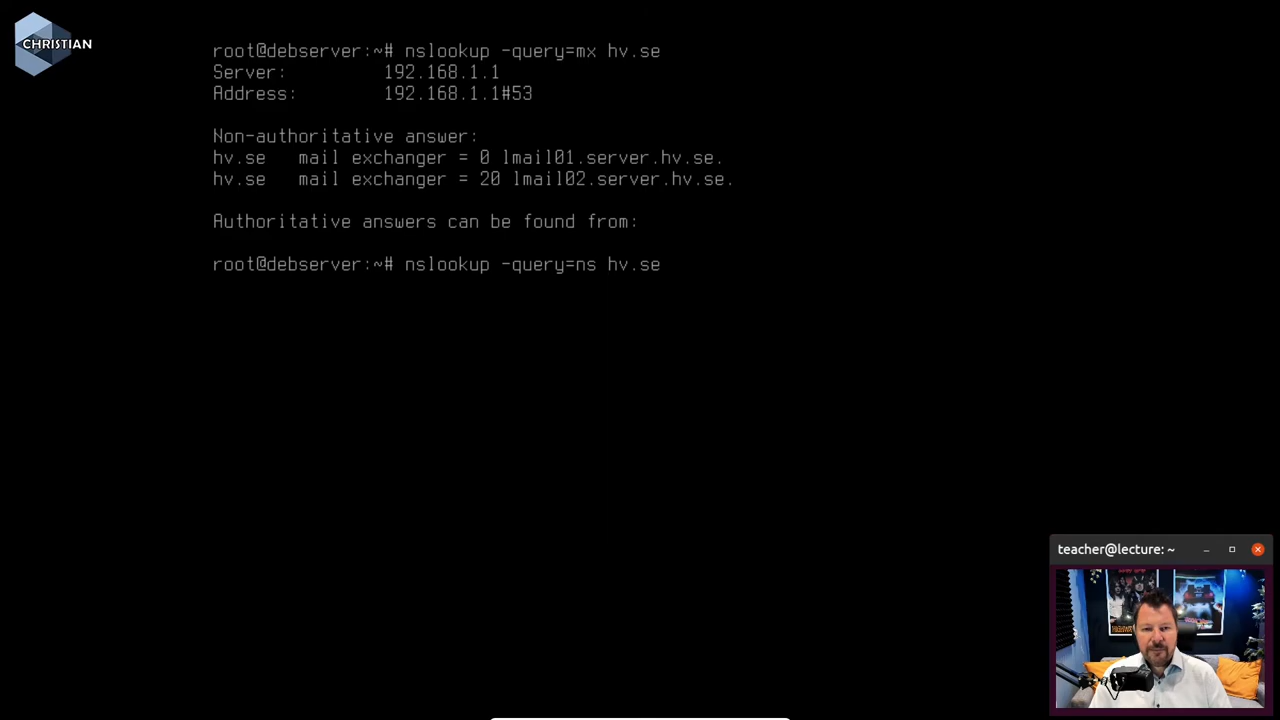 CHRISTIAN
root@debserver:~# nslookup -query=mx hv.se
Server:         192.168.1.1
Address:        192.168.1.1#53
Non-authoritative answer:
hv.se   mail exchanger = 0 lmail01.server.hv.se.
hv.se   mail exchanger = 20 lmail02.server.hv.se.
Authoritative answers can be found from:
root@debserver:~# nslookup -query=ns hv.se
teacher@lecture: ~